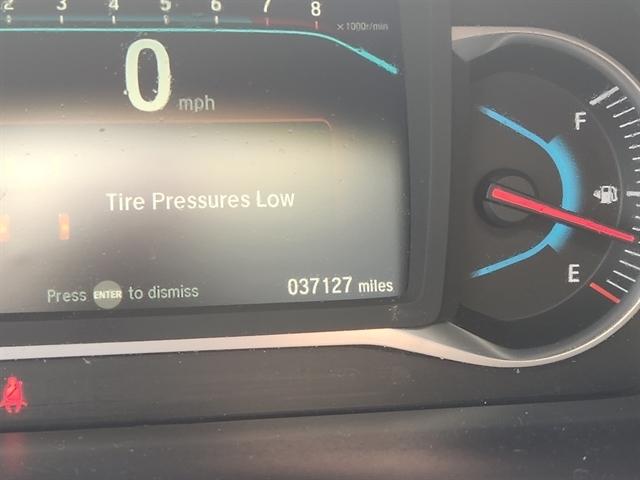 2 3 4 5 6 7 8
×1000r/min
0 mph
F
Tire Pressures Low
E
Press ENTER to dismiss
037127 miles